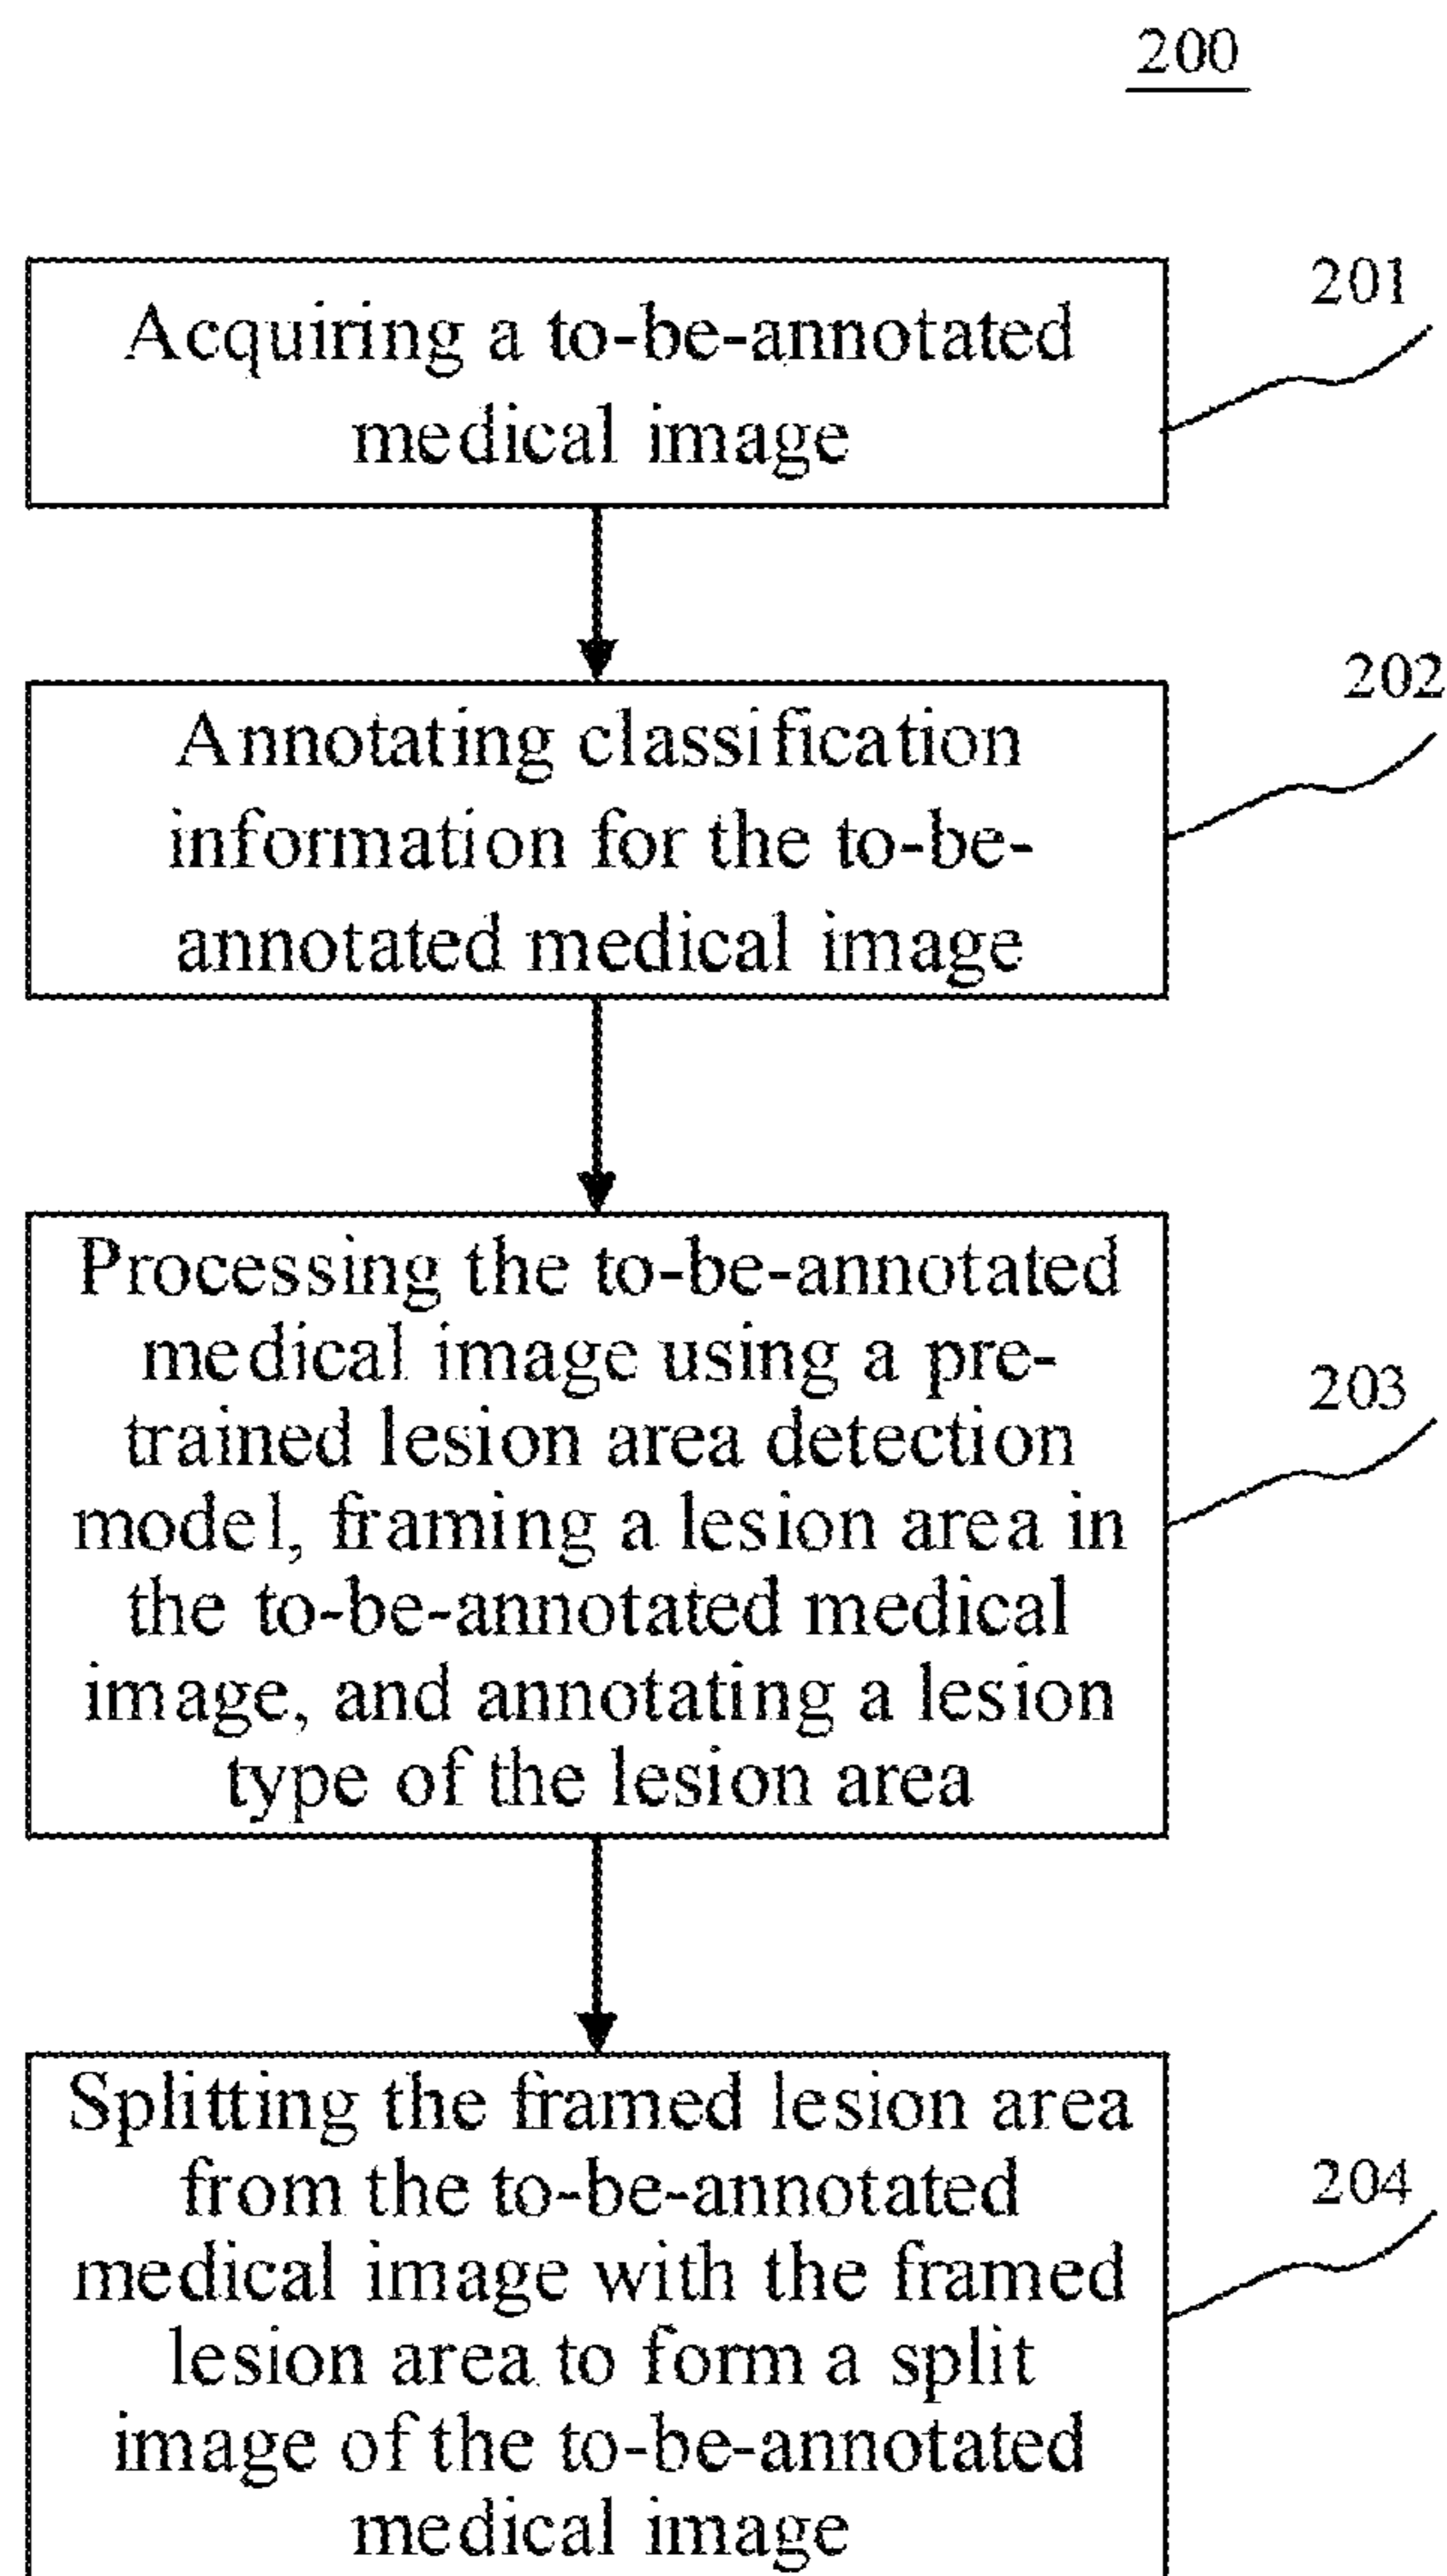 200
201
Acquiring a to-be-annotated
medical image
202
Annotating classification
information for the to-be-
annotated medical image
203
Processing the to-be-annotated
medical image using a pre-
trained lesion area detection
model, framing a lesion area in
the to-be-annotated medical
image, and annotating a lesion
type of the lesion area
204
Splitting the framed lesion area
from the to-be-annotated
medical image with the framed
lesion area to form a split
image of the to-be-annotated
medical image